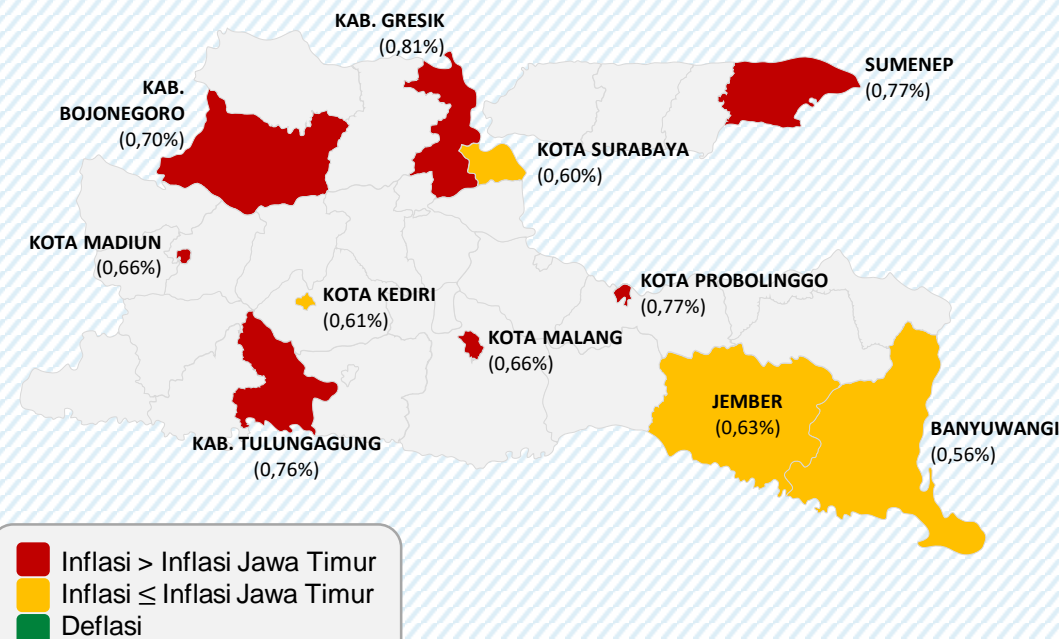 KAB. GRESIK
(0,81%)
SUMENEP
(0,77%)
KAB.
BOJONEGORO
(0,70%)
KOTA SURABAYA
(0,60%)
KOTA MADIUN
(0,66%)
KOTA KEDIRI
(0,61%)
KOTA PROBOLINGGO
(0,77%)
KOTA MALANG
(0,66%)
JEMBER
(0,63%)
BANYUWANGI
(0,56%)
KAB. TULUNGAGUNG
(0,76%)
Inflasi > Inflasi Jawa Timur
Inflasi ≤ Inflasi Jawa Timur
Deflasi